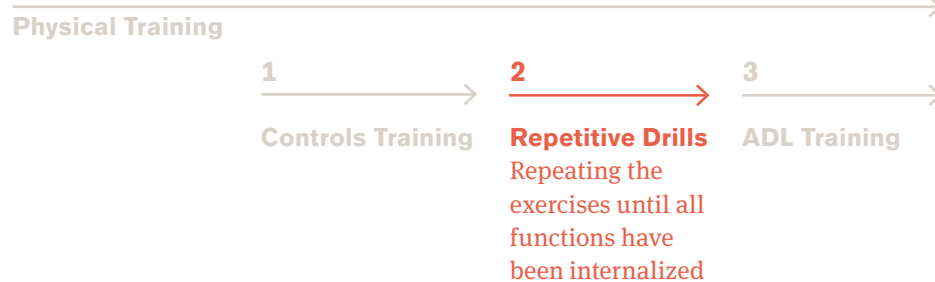 Physical Training
1
Controls Training
2
Repetitive Drills
Repeating the
exercises until all
functions have
been internalized
3
ADL Training